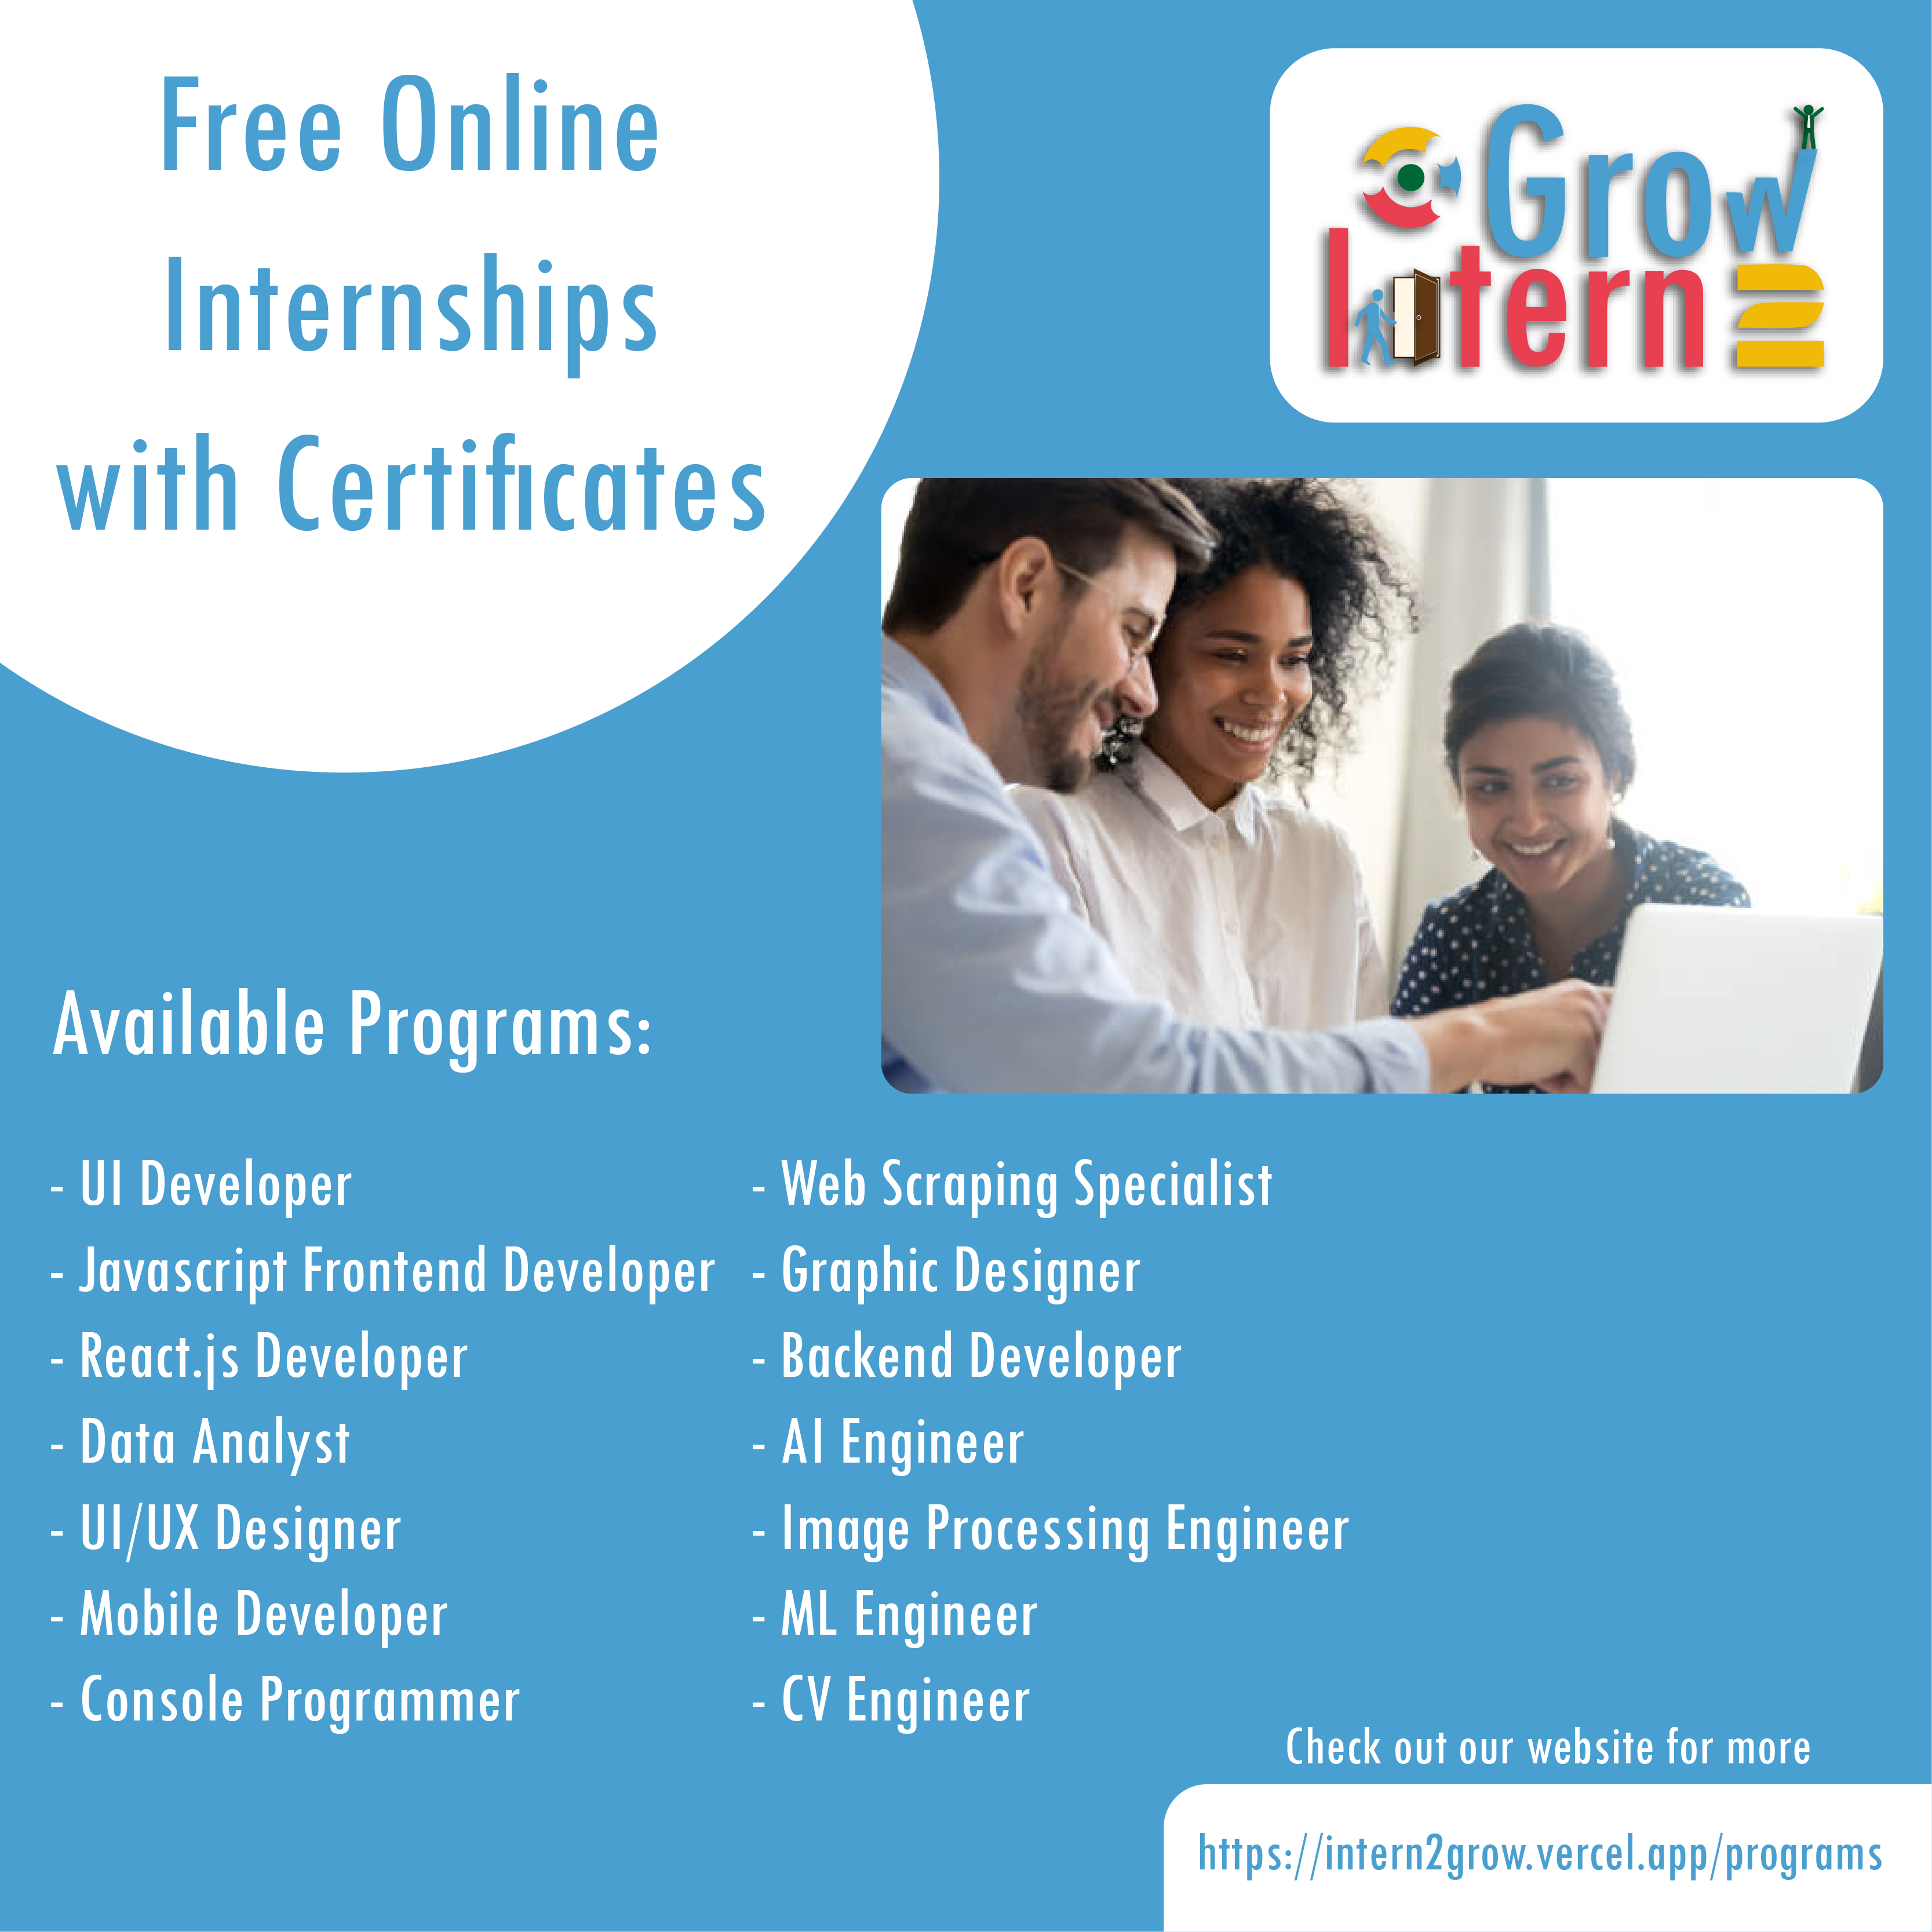 Free Online
Internships
with Certificates
Grow
Intern
Available Programs:
- UI Developer
- Javascript Frontend Developer
- React.js Developer
- Data Analyst
- UI/UX Designer
- Mobile Developer
- Console Programmer
- Web Scraping Specialist
- Graphic Designer
- Backend Developer
- AI Engineer
- Image Processing Engineer
- ML Engineer
- CV Engineer
Check out our website for more
https://intern2grow.vercel.app/programs